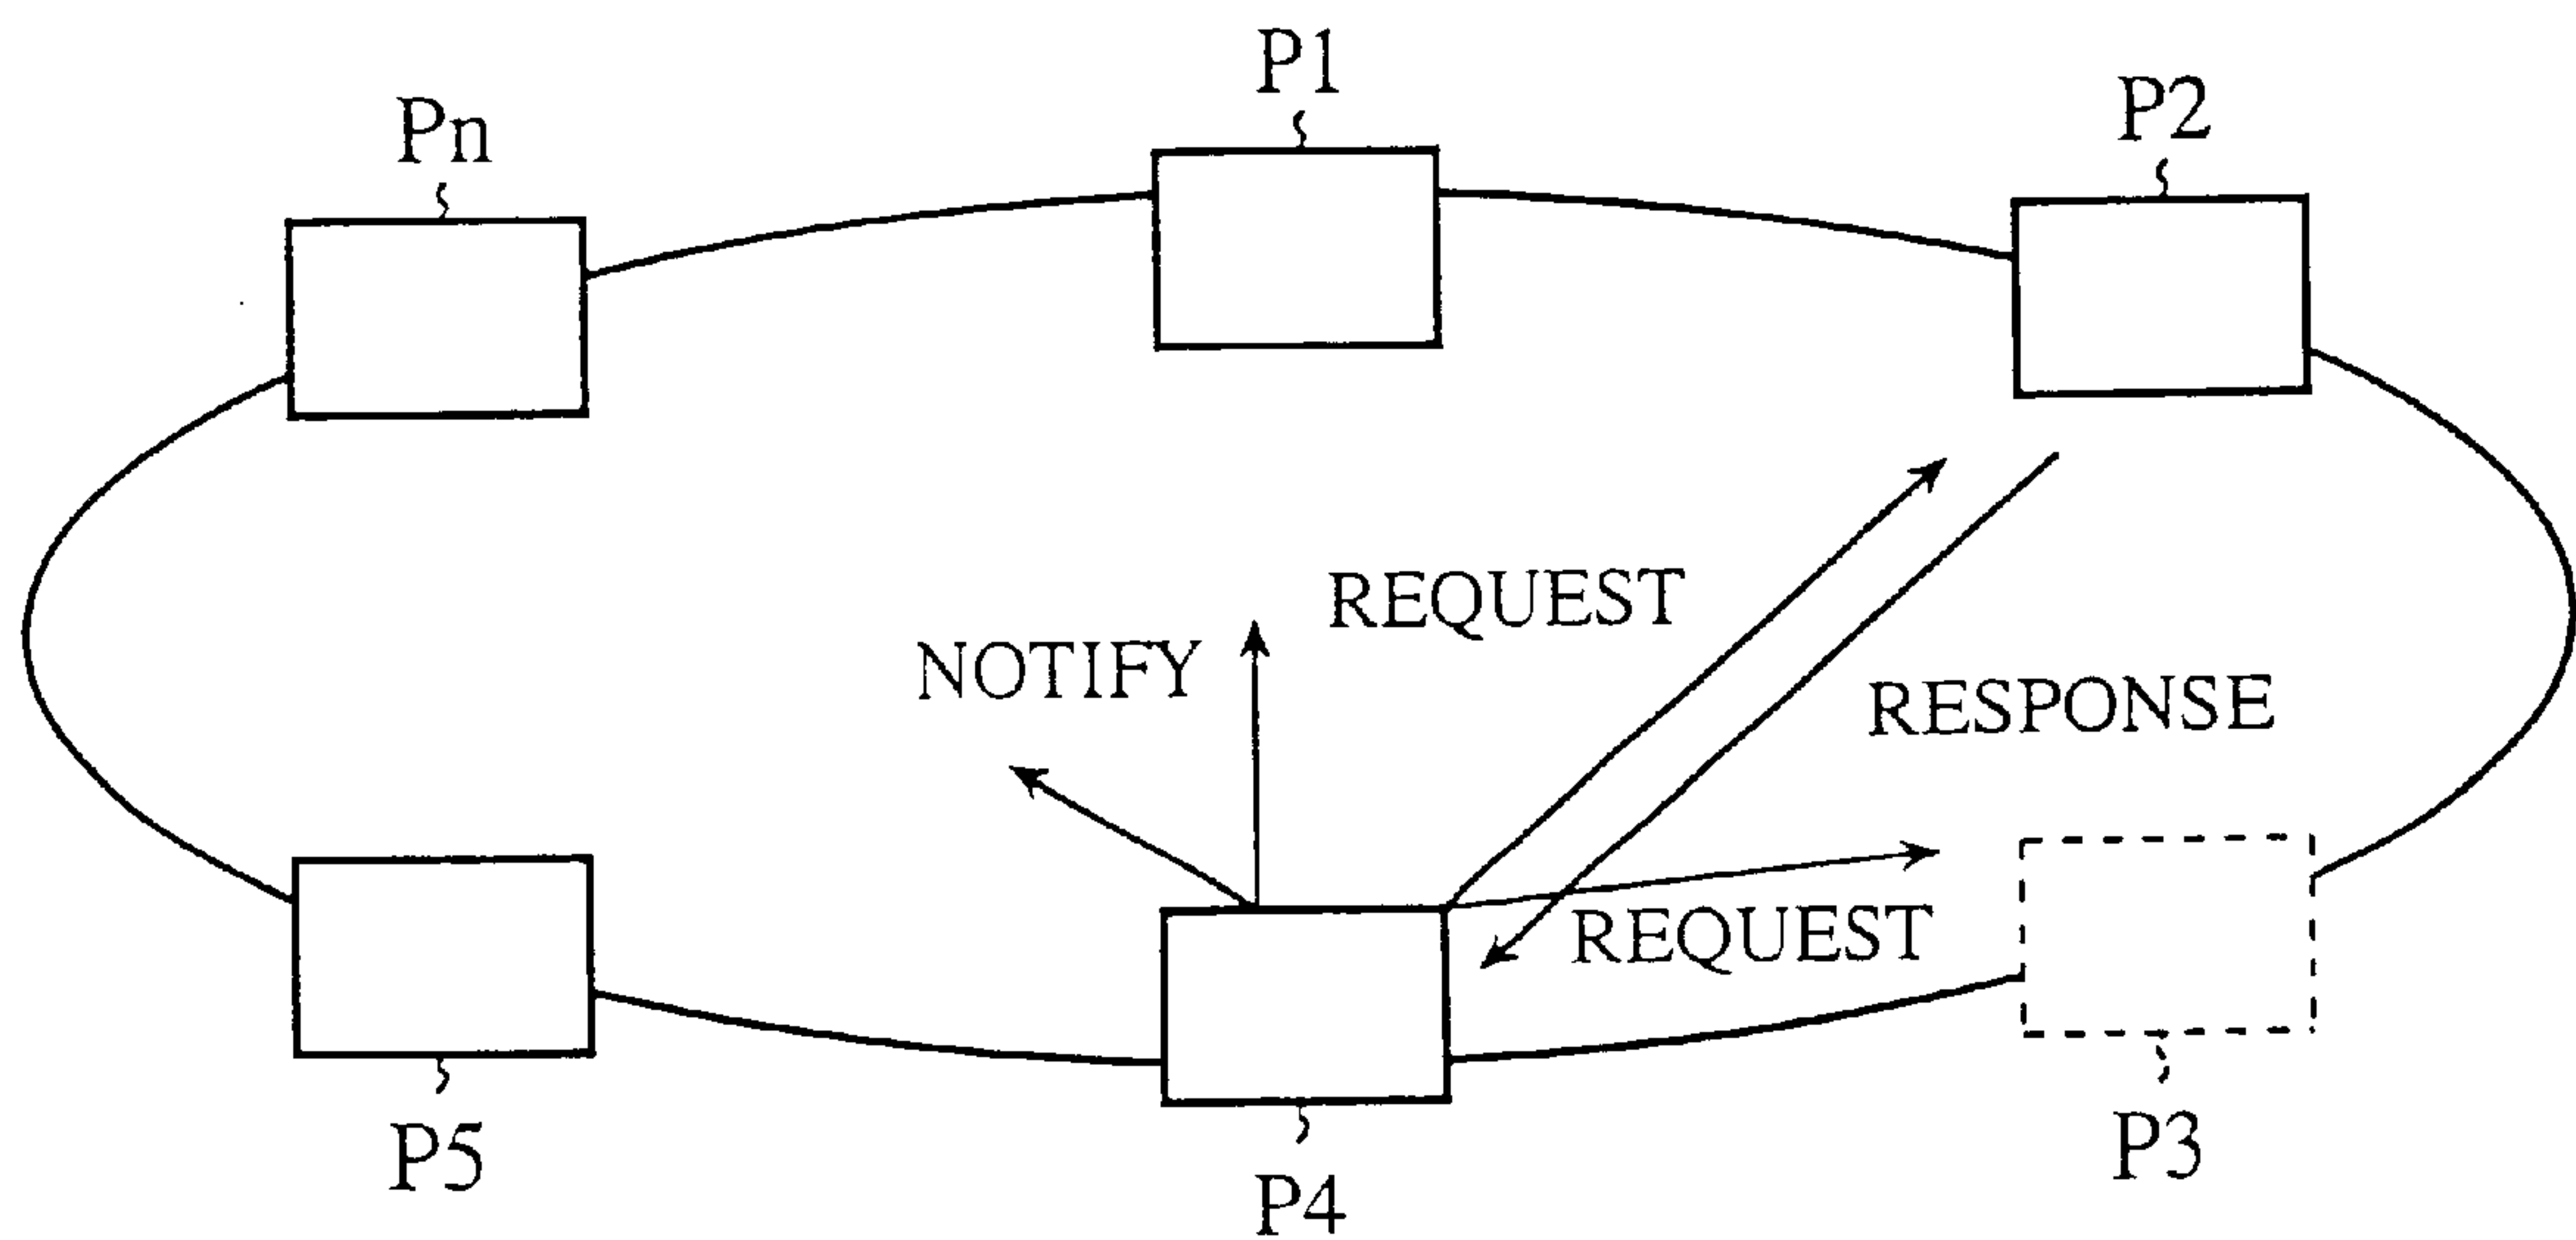 P1
P2
Pn
REQUEST
NOTIFY
RESPONSE
REQUEST
P5
P4
P3